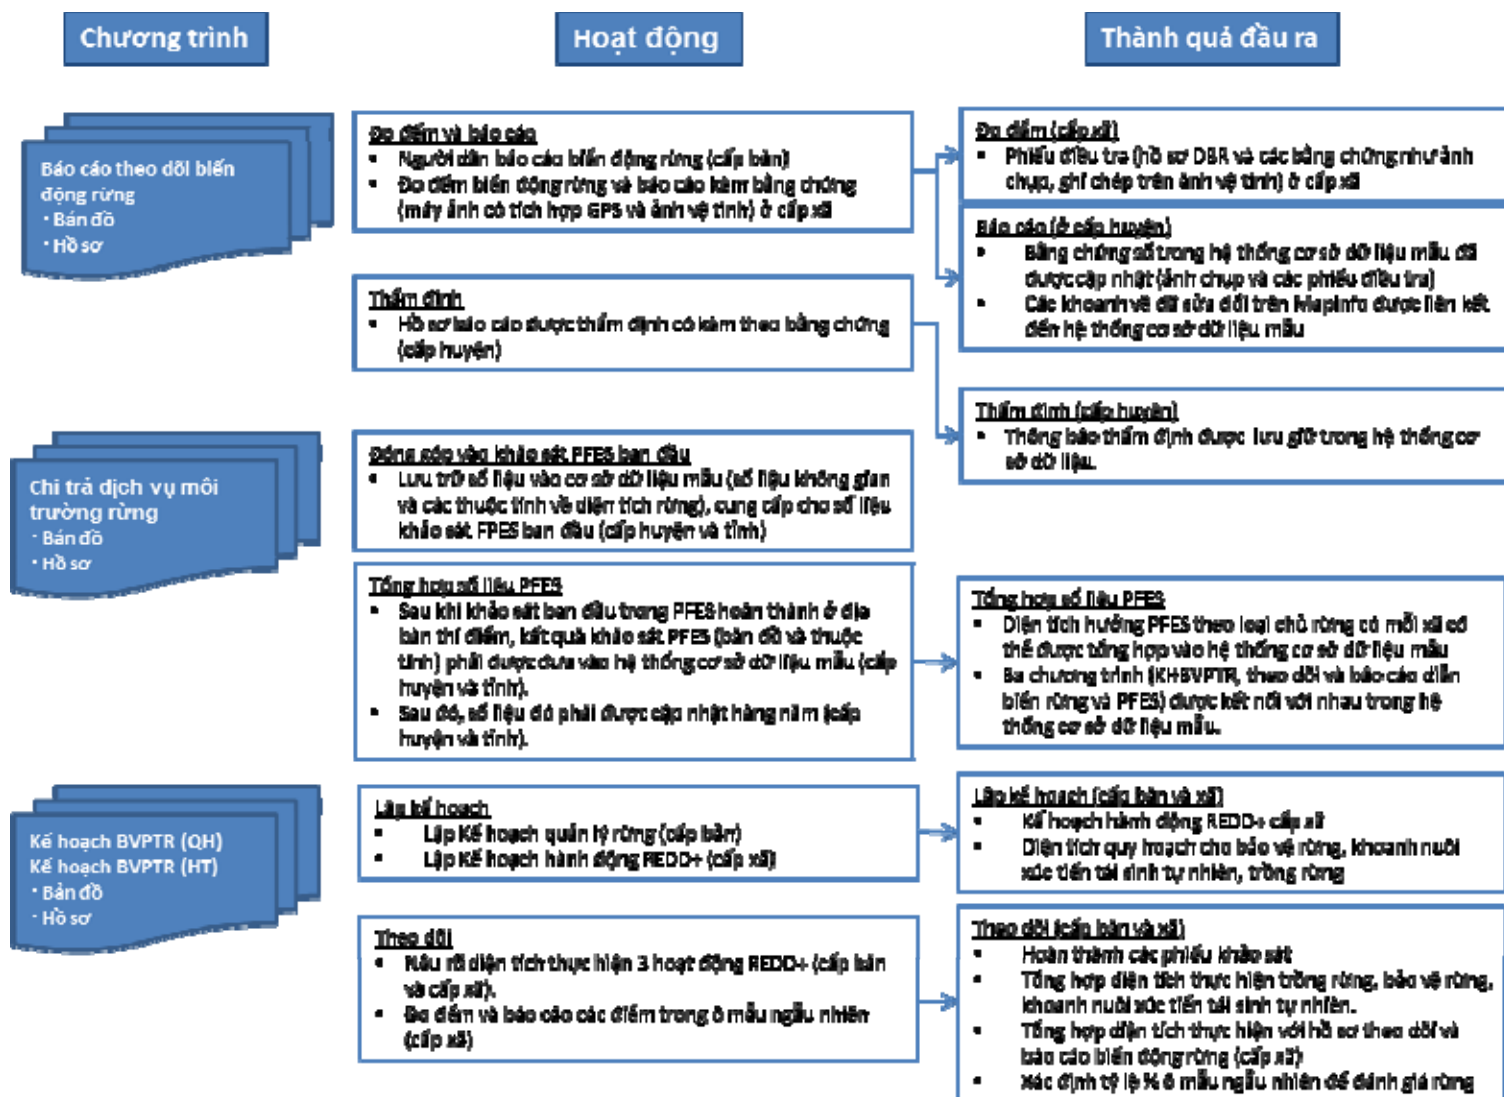 Chương trình
Hoạt động
Thành quả đầu ra
Báo cáo theo dõi biến
động rừng
• Bản đồ
• Hồ sơ
Đo đếm và báo cáo
▪ Người dân báo cáo biến động rừng (cấp bản)
▪ Đo đếm biến động rừng và báo cáo kèm bằng chứng
(máy ảnh có tích hợp GPS và ảnh vệ tinh) ở cấp xã
Thẩm định
▪ Hồ sơ báo cáo được thẩm định có kèm theo bằng chứng
(cấp huyện)
Đo đếm (cấp xã)
▪ Phiếu điều tra (hồ sơ DBR và các bằng chứng như ảnh
chụp, ghi chép trên ảnh vệ tinh) ở cấp xã
Báo cáo (ở cấp huyện)
▪ Bằng chứng số trong hệ thống cơ sở dữ liệu mẫu đã
được cập nhật (ảnh chụp và các phiếu điều tra)
▪ Các khoanh vẽ đã sửa đổi trên MapInfo được liên kết
đến hệ thống cơ sở dữ liệu mẫu
Thẩm định (cấp huyện)
▪ Thông báo thẩm định được lưu giữ trong hệ thống cơ
sở dữ liệu.
Chi trả dịch vụ môi
trường rừng
• Bản đồ
• Hồ sơ
Đóng góp vào khảo sát PFES ban đầu
▪ Lưu trữ số liệu vào cơ sở dữ liệu mẫu (số liệu không gian
và các thuộc tính về diện tích rừng), cung cấp cho số liệu
khảo sát FPES ban đầu (cấp huyện và tỉnh)
Tổng hợp số liệu PFES
▪ Sau khi khảo sát ban đầu trong PFES hoàn thành ở địa
bàn thí điểm, kết quả khảo sát PFES (bản đồ và thuộc
tính) phải được đưa vào hệ thống cơ sở dữ liệu mẫu (cấp
huyện và tỉnh).
▪ Sau đó, số liệu đó phải được cập nhật hàng năm (cấp
huyện và tỉnh).
Tổng hợp số liệu PFES
▪ Diện tích hưởng PFES theo loại chủ rừng có mỗi xã có
thể được tổng hợp vào hệ thống cơ sở dữ liệu mẫu
▪ Ba chương trình (KHBVPTR, theo dõi và báo cáo diễn
biến rừng và PFES) được kết nối với nhau trong hệ
thống cơ sở dữ liệu mẫu.
Kế hoạch BVPTR (QH)
Kế hoạch BVPTR (HT)
• Bản đồ
• Hồ sơ
Lập kế hoạch
▪ Lập Kế hoạch quản lý rừng (cấp bản)
▪ Lập Kế hoạch hành động REDD+ (cấp xã)
Lập kế hoạch (cấp bản và xã)
▪ Kế hoạch hành động REDD+ cấp xã
▪ Diện tích quy hoạch cho bảo vệ rừng, khoanh nuôi
xúc tiến tái sinh tự nhiên, trồng rừng
Theo dõi
▪ Nêu rõ diện tích thực hiện 3 hoạt động REDD+ (cấp bản
và cấp xã).
▪ Đo đếm và báo cáo các điểm trong ô mẫu ngẫu nhiên
(cấp xã)
Theo dõi (cấp bản và xã)
▪ Hoàn thành các phiếu khảo sát
▪ Tổng hợp diện tích thực hiện trồng rừng, bảo vệ rừng,
khoanh nuôi xúc tiến tái sinh tự nhiên.
▪ Tổng hợp diện tích thực hiện với hồ sơ theo dõi và
báo cáo biến động rừng (cấp xã)
▪ Xác định tỷ lệ % ô mẫu ngẫu nhiên để đánh giá rừng